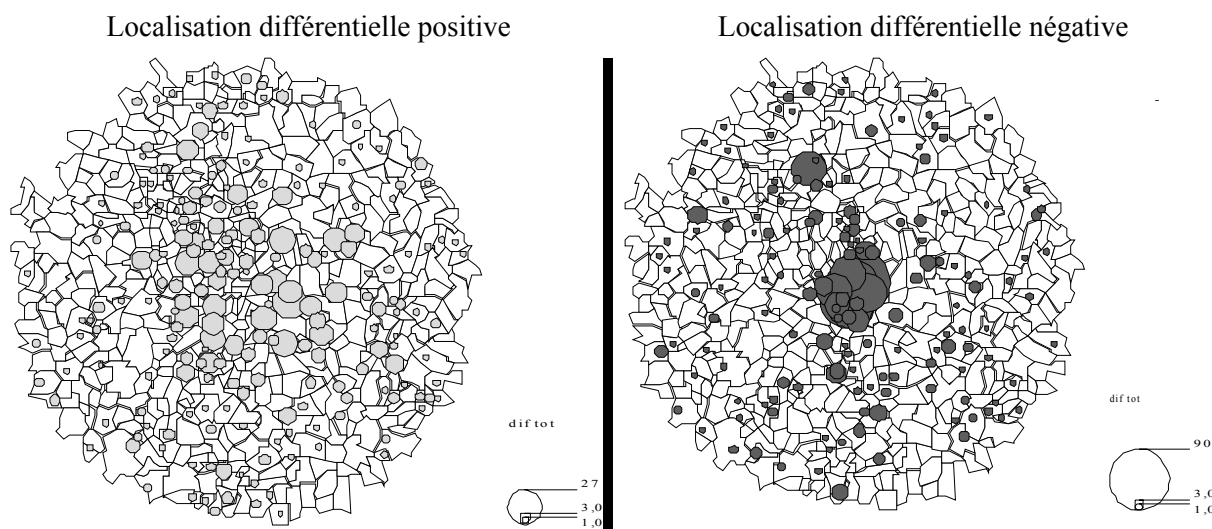 Localisation différentielle positive
Localisation différentielle négative
dif tot
27
3,0
1,0
dif tot
90
3,0
1,0